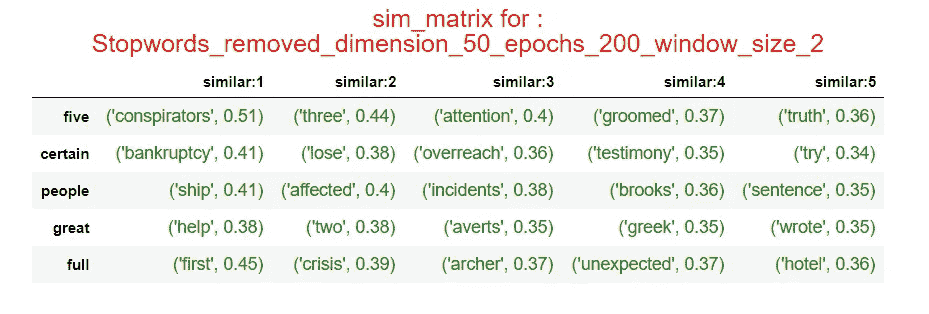 sim_matrix for :
Stopwords_removed_dimension_50_epochs_200_window_size_2
similar:1 similar:2 similar:3 similar:4 similar:5
five ('conspirators', 0.51) ('three', 0.44) ('attention', 0.4) ('groomed', 0.37) ('truth', 0.36)
certain ('bankruptcy', 0.41) ('lose', 0.38) ('overreach', 0.36) ('testimony', 0.35) ('try', 0.34)
people ('ship', 0.41) ('affected', 0.4) ('incidents', 0.38) ('brooks', 0.36) ('sentence', 0.35)
great ('help', 0.38) ('two', 0.38) ('averts', 0.35) ('greek', 0.35) ('wrote', 0.35)
full ('first', 0.45) ('crisis', 0.39) ('archer', 0.37) ('unexpected', 0.37) ('hotel', 0.36)